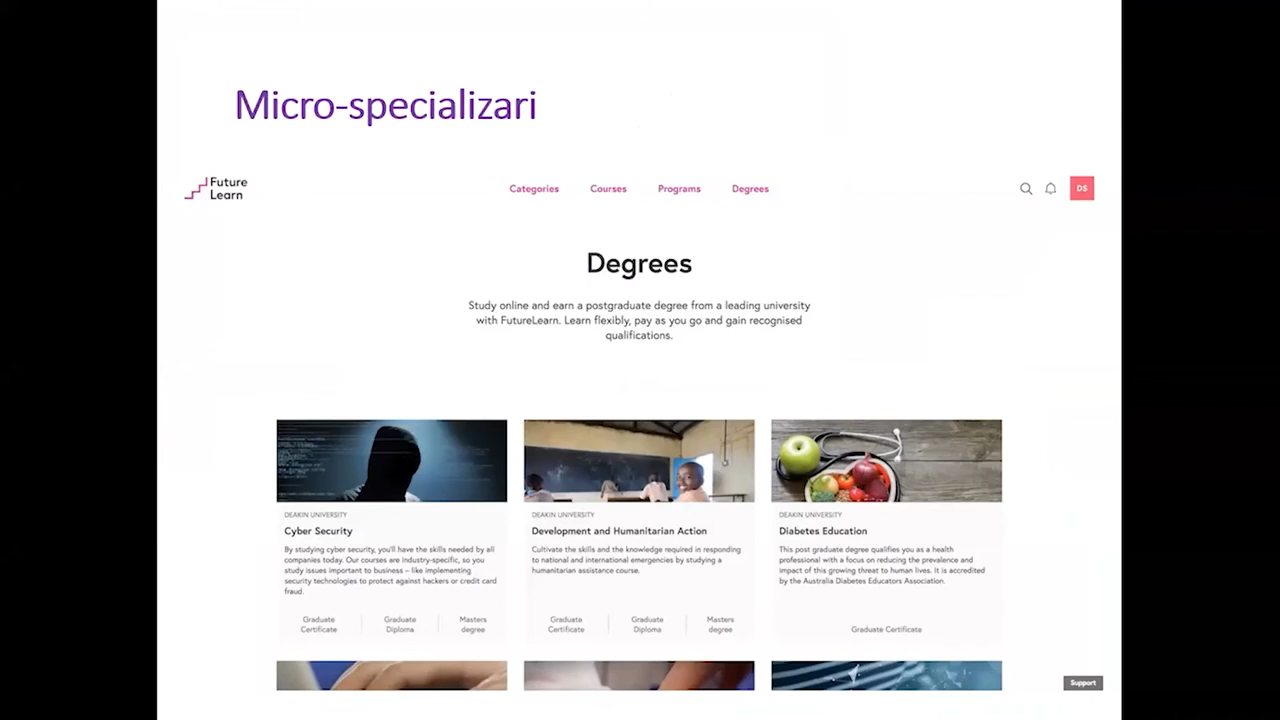 Micro-specializari
Future
Learn
Categories Courses Programs Degrees
DS
Degrees
Study online and earn a postgraduate degree from a leading university
with FutureLearn. Learn flexibly, pay as you go and gain recognised
qualifications.
DEAKIN UNIVERSITY
Cyber Security
By studying cyber security, you'll have the skills needed by all
companies today. Our courses are industry-specific, so you
study issues important to business – like implementing
security technologies to protect against hackers or credit card
fraud.
Graduate
Certificate
Graduate
Diploma
Masters
degree
DEAKIN UNIVERSITY
Development and Humanitarian Action
Cultivate the skills and the knowledge required in responding
to national and international emergencies by studying a
humanitarian assistance course.
Graduate
Certificate
Graduate
Diploma
Masters
degree
DEAKIN UNIVERSITY
Diabetes Education
This post graduate degree qualifies you as a health
professional with a focus on reducing the prevalence and
impact of this growing threat to human lives. It is accredited
by the Australia Diabetes Educators Association.
Graduate Certificate
Support